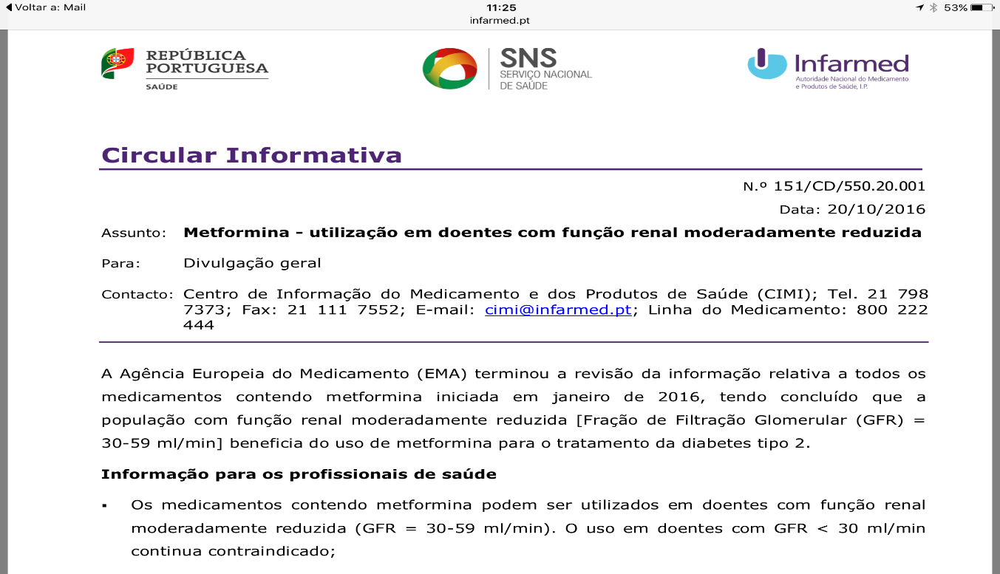 Voltar a: Mail 11:25 53%
infarmed.pt
REPÚBLICA
PORTUGUESA
SAÚDE
SNS
SERVIÇO NACIONAL
DE SAÚDE
Infarmed
Autoridade Nacional do Medicamento
e Produtos de Saúde, I.P.
Circular Informativa
N.º 151/CD/550.20.001
Data: 20/10/2016
Assunto: Metformina - utilização em doentes com função renal moderadamente reduzida
Para: Divulgação geral
Contacto: Centro de Informação do Medicamento e dos Produtos de Saúde (CIMI); Tel. 21 798
7373; Fax: 21 111 7552; E-mail: cimi@infarmed.pt; Linha do Medicamento: 800 222
444
A Agência Europeia do Medicamento (EMA) terminou a revisão da informação relativa a todos os
medicamentos contendo metformina iniciada em janeiro de 2016, tendo concluído que a
população com função renal moderadamente reduzida [Fração de Filtração Glomerular (GFR) =
30-59 ml/min] beneficia do uso de metformina para o tratamento da diabetes tipo 2.
Informação para os profissionais de saúde
▪ Os medicamentos contendo metformina podem ser utilizados em doentes com função renal
moderadamente reduzida (GFR = 30-59 ml/min). O uso em doentes com GFR < 30 ml/min
continua contraindicado;